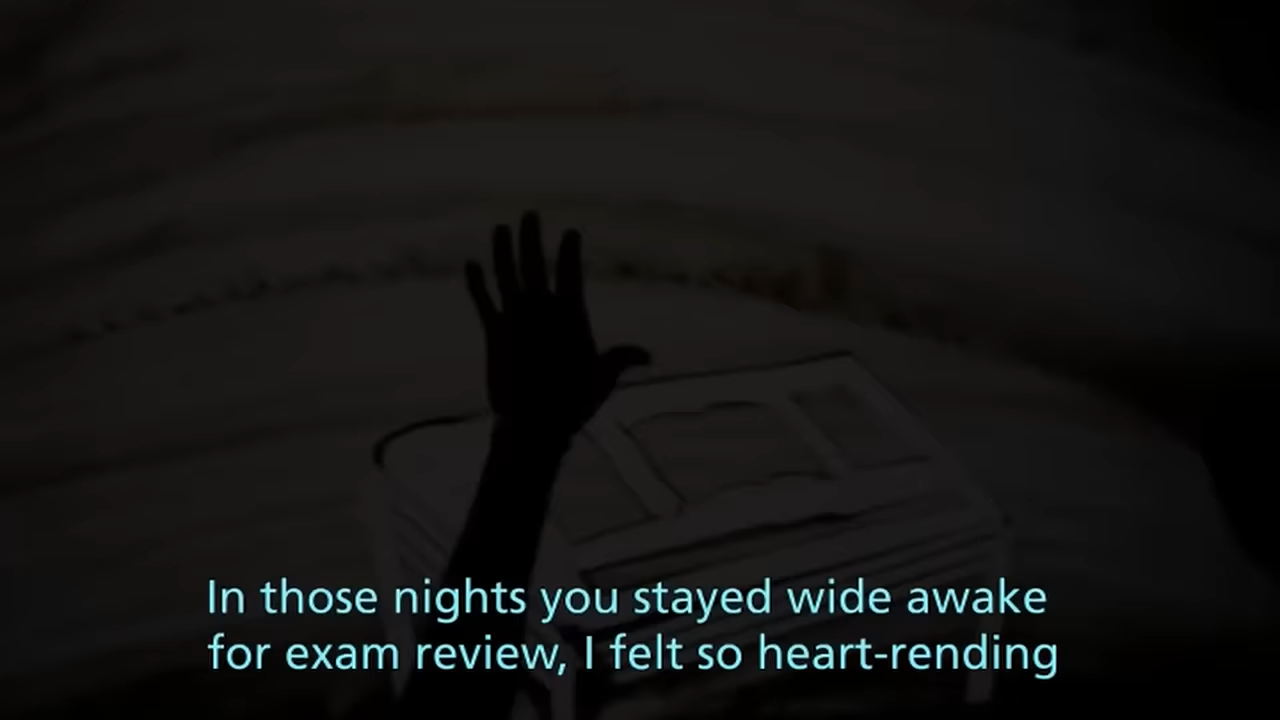 In those nights you stayed wide awake
for exam review, I felt so heart-rending